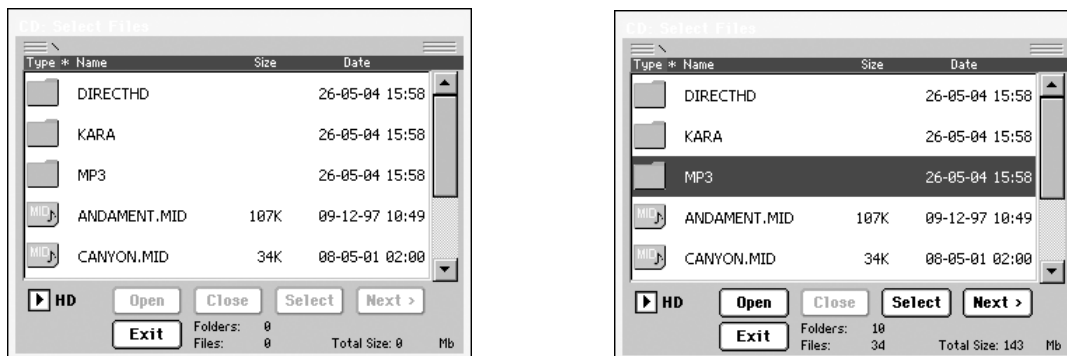 CD: Select Files
Type * Name Size Date
DIRECTHD 26-05-04 15:58
KARA 26-05-04 15:58
MP3 26-05-04 15:58
MID ANDAMENT.MID 107K 09-12-97 10:49
MID CANYON.MID 34K 08-05-01 02:00
HD Open Close Select Next >
Exit Folders: 0
Files: 0 Total Size: 0 Mb
CD: Select Files
Type * Name Size Date
DIRECTHD 26-05-04 15:58
KARA 26-05-04 15:58
MP3 26-05-04 15:58
MID ANDAMENT.MID 107K 09-12-97 10:49
MID CANYON.MID 34K 08-05-01 02:00
HD Open Close Select Next >
Exit Folders: 10
Files: 34 Total Size: 143 Mb